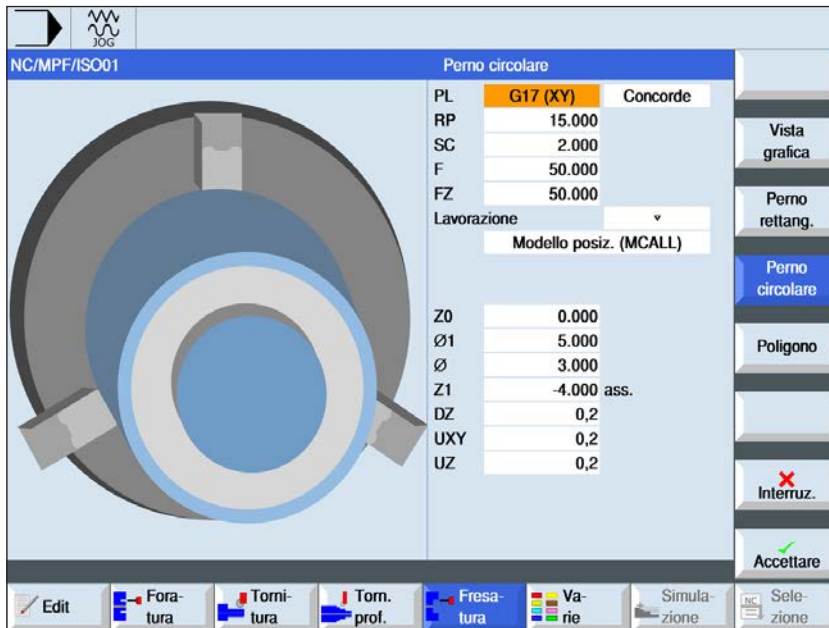 JOG
NC/MPF/ISO01
Perno circolare
PL G17 (XY) Concorde
RP 15.000
SC 2.000
F 50.000
FZ 50.000
Lavorazione ▿
Modello posiz. (MCALL)
Z0 0.000
Ø1 5.000
Ø 3.000
Z1 -4.000 ass.
DZ 0,2
UXY 0,2
UZ 0,2
Vista
grafica
Perno
rettang.
Perno
circolare
Poligono
Interruz.
Accettare
Edit
Fora-
tura
Torni-
tura
Torn.
prof.
Fresa-
tura
Va-
rie
Simula-
zione
NC
Sele-
zione